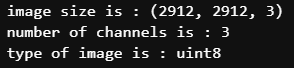 image size is : (2912, 2912, 3)
number of channels is : 3
type of image is : uint8